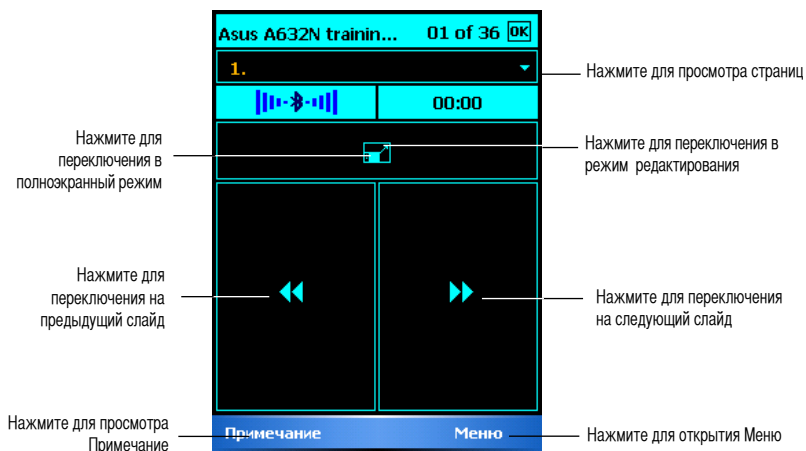 Asus A632N trainin... 01 of 36 OK
1.
Нажмите для просмотра страниц
00:00
Нажмите для
переключения в
полноэкранный режим
Нажмите для переключения в
режим редактирования
Нажмите для
переключения на
предыдущий слайд
Нажмите для переключения
на следующий слайд
Нажмите для просмотра
Примечание
Примечание Меню
Нажмите для открытия Меню